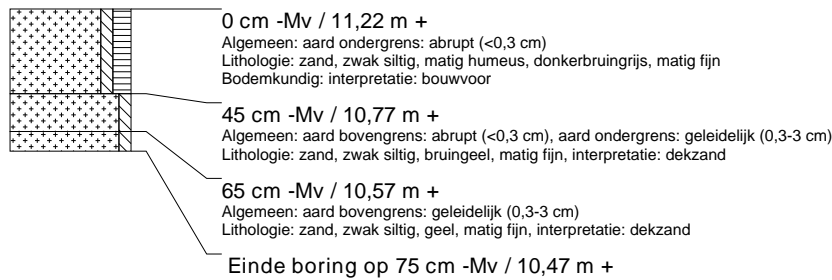 0 cm -Mv / 11,22 m +
Algemeen: aard ondergrens: abrupt (<0,3 cm)
Lithologie: zand, zwak siltig, matig humeus, donkerbruingrijs, matig fijn
Bodemkundig: interpretatie: bouwvoor
45 cm -Mv / 10,77 m +
Algemeen: aard bovengrens: abrupt (<0,3 cm), aard ondergrens: geleidelijk (0,3-3 cm)
Lithologie: zand, zwak siltig, bruingeel, matig fijn, interpretatie: dekzand
65 cm -Mv / 10,57 m +
Algemeen: aard bovengrens: geleidelijk (0,3-3 cm)
Lithologie: zand, zwak siltig, geel, matig fijn, interpretatie: dekzand
Einde boring op 75 cm -Mv / 10,47 m +